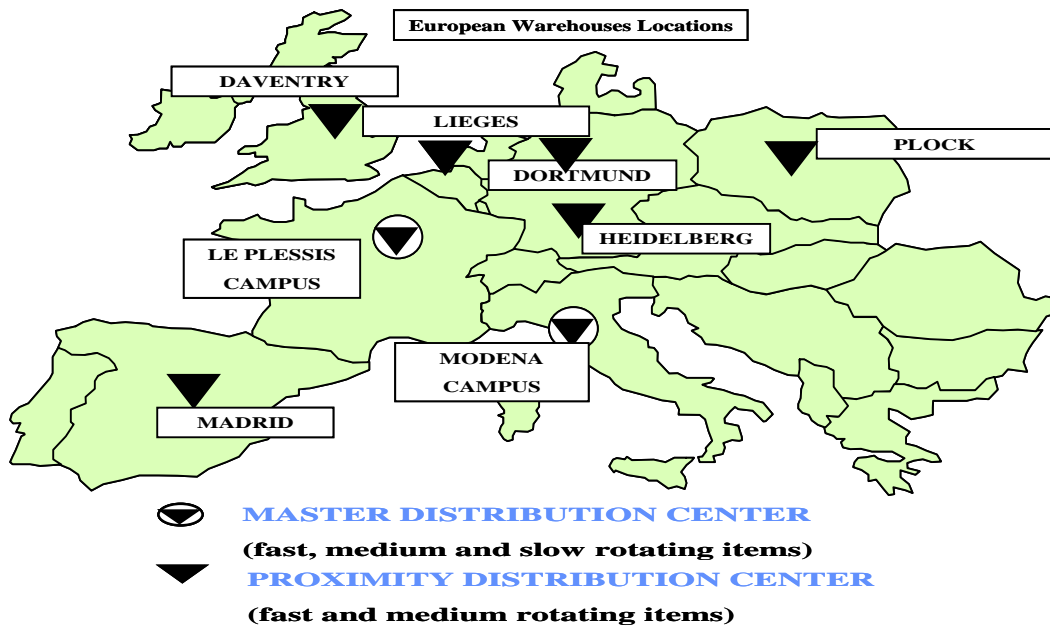 European Warehouses Locations
DAVENTRY
LIEGES
PLOCK
DORTMUND
HEIDELBERG
LE PLESSIS
CAMPUS
MODENA
CAMPUS
MADRID
MASTER DISTRIBUTION CENTER
(fast, medium and slow rotating items)
PROXIMITY DISTRIBUTION CENTER
(fast and medium rotating items)